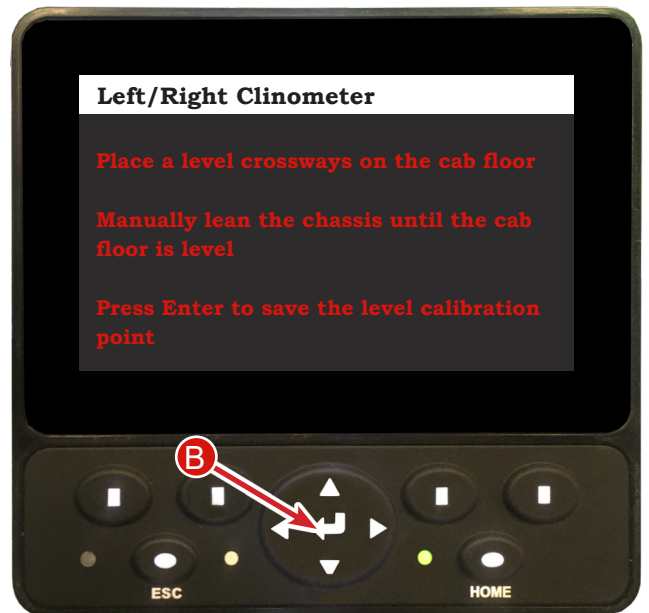 Left/Right Clinometer
Place a level crossways on the cab floor
Manually lean the chassis until the cab
floor is level
Press Enter to save the level calibration
point
B
ESC
HOME